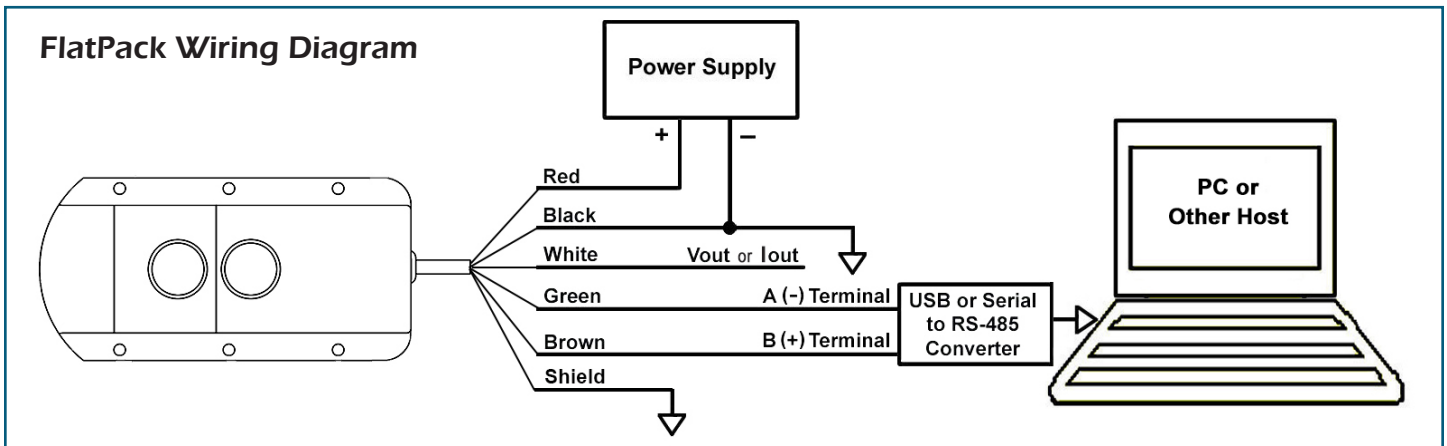 FlatPack Wiring Diagram
Power Supply
+ –
Red
Black
White Vout or Iout
Green A (–) Terminal
Brown B (+) Terminal
Shield
USB or Serial
to RS-485
Converter
PC or
Other Host